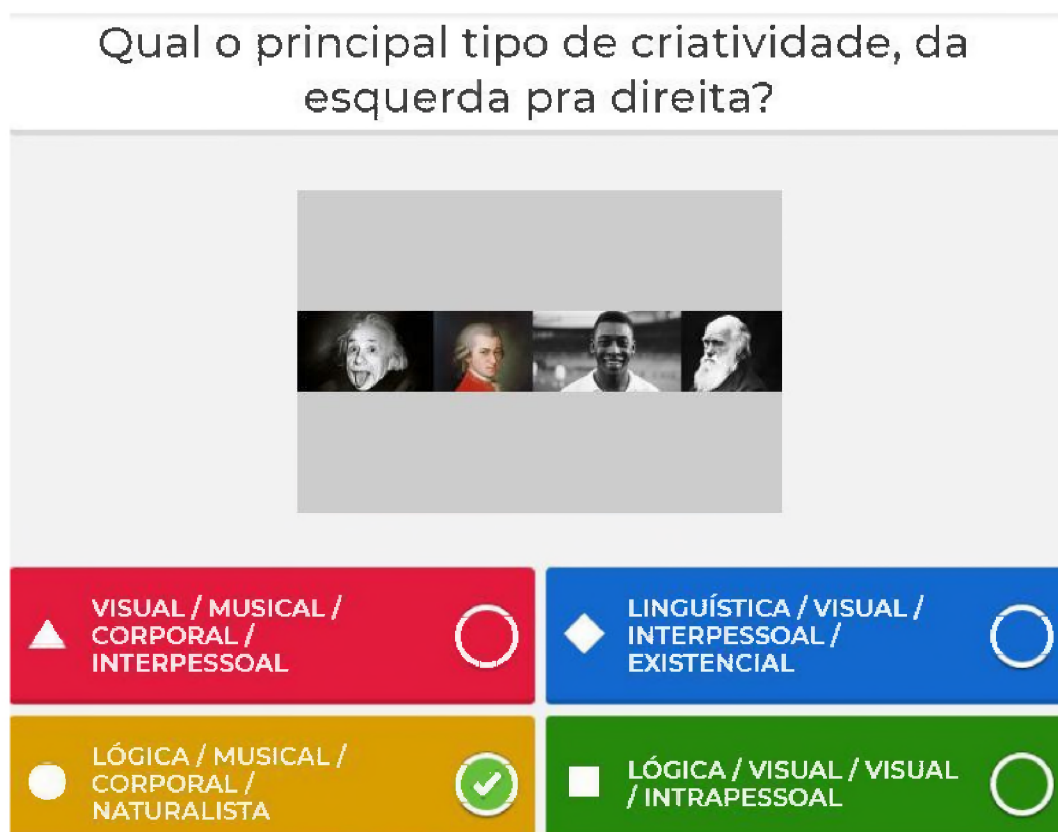 Qual o principal tipo de criatividade, da
esquerda pra direita?
VISUAL / MUSICAL /
CORPORAL /
INTERPESSOAL
LINGUÍSTICA / VISUAL /
INTERPESSOAL /
EXISTENCIAL
LÓGICA / MUSICAL /
CORPORAL /
NATURALISTA
LÓGICA / VISUAL / VISUAL
/ INTRAPESSOAL